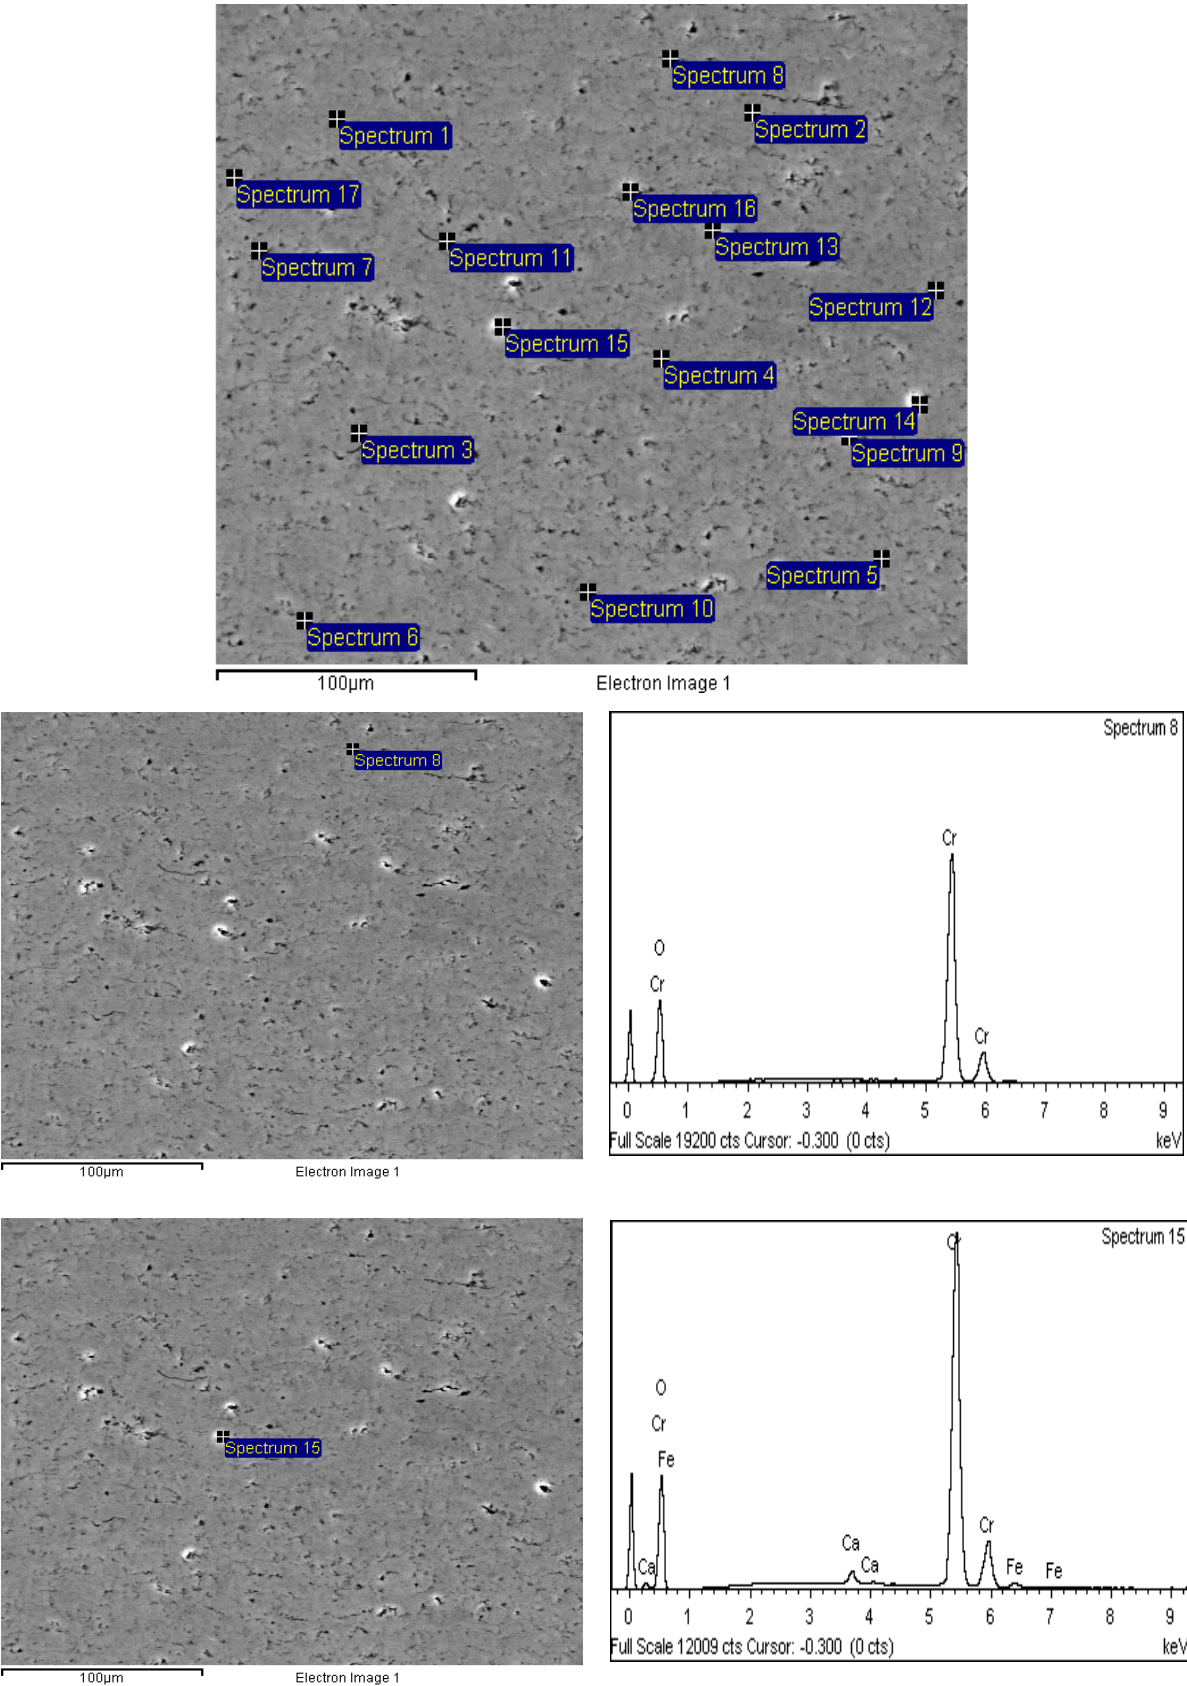 Spectrum 8
Spectrum 2
Spectrum 1
Spectrum 17
Spectrum 16
Spectrum 13
Spectrum 11
Spectrum 7
Spectrum 12
Spectrum 15
Spectrum 4
Spectrum 14
Spectrum 3
Spectrum 9
Spectrum 5
Spectrum 10
Spectrum 6
100µm
Electron Image 1
Spectrum 8
100µm
Electron Image 1
Spectrum 8
Cr
O
Cr
Cr
0 1 2 3 4 5 6 7 8 9
Full Scale 19200 cts Cursor: -0.300 (0 cts)
keV
Spectrum 15
100µm
Electron Image 1
Spectrum 15
Cr
O
Cr
Fe
Ca
Ca
Ca
Cr
Fe
Fe
0 1 2 3 4 5 6 7 8 9
Full Scale 12009 cts Cursor: -0.300 (0 cts)
keV